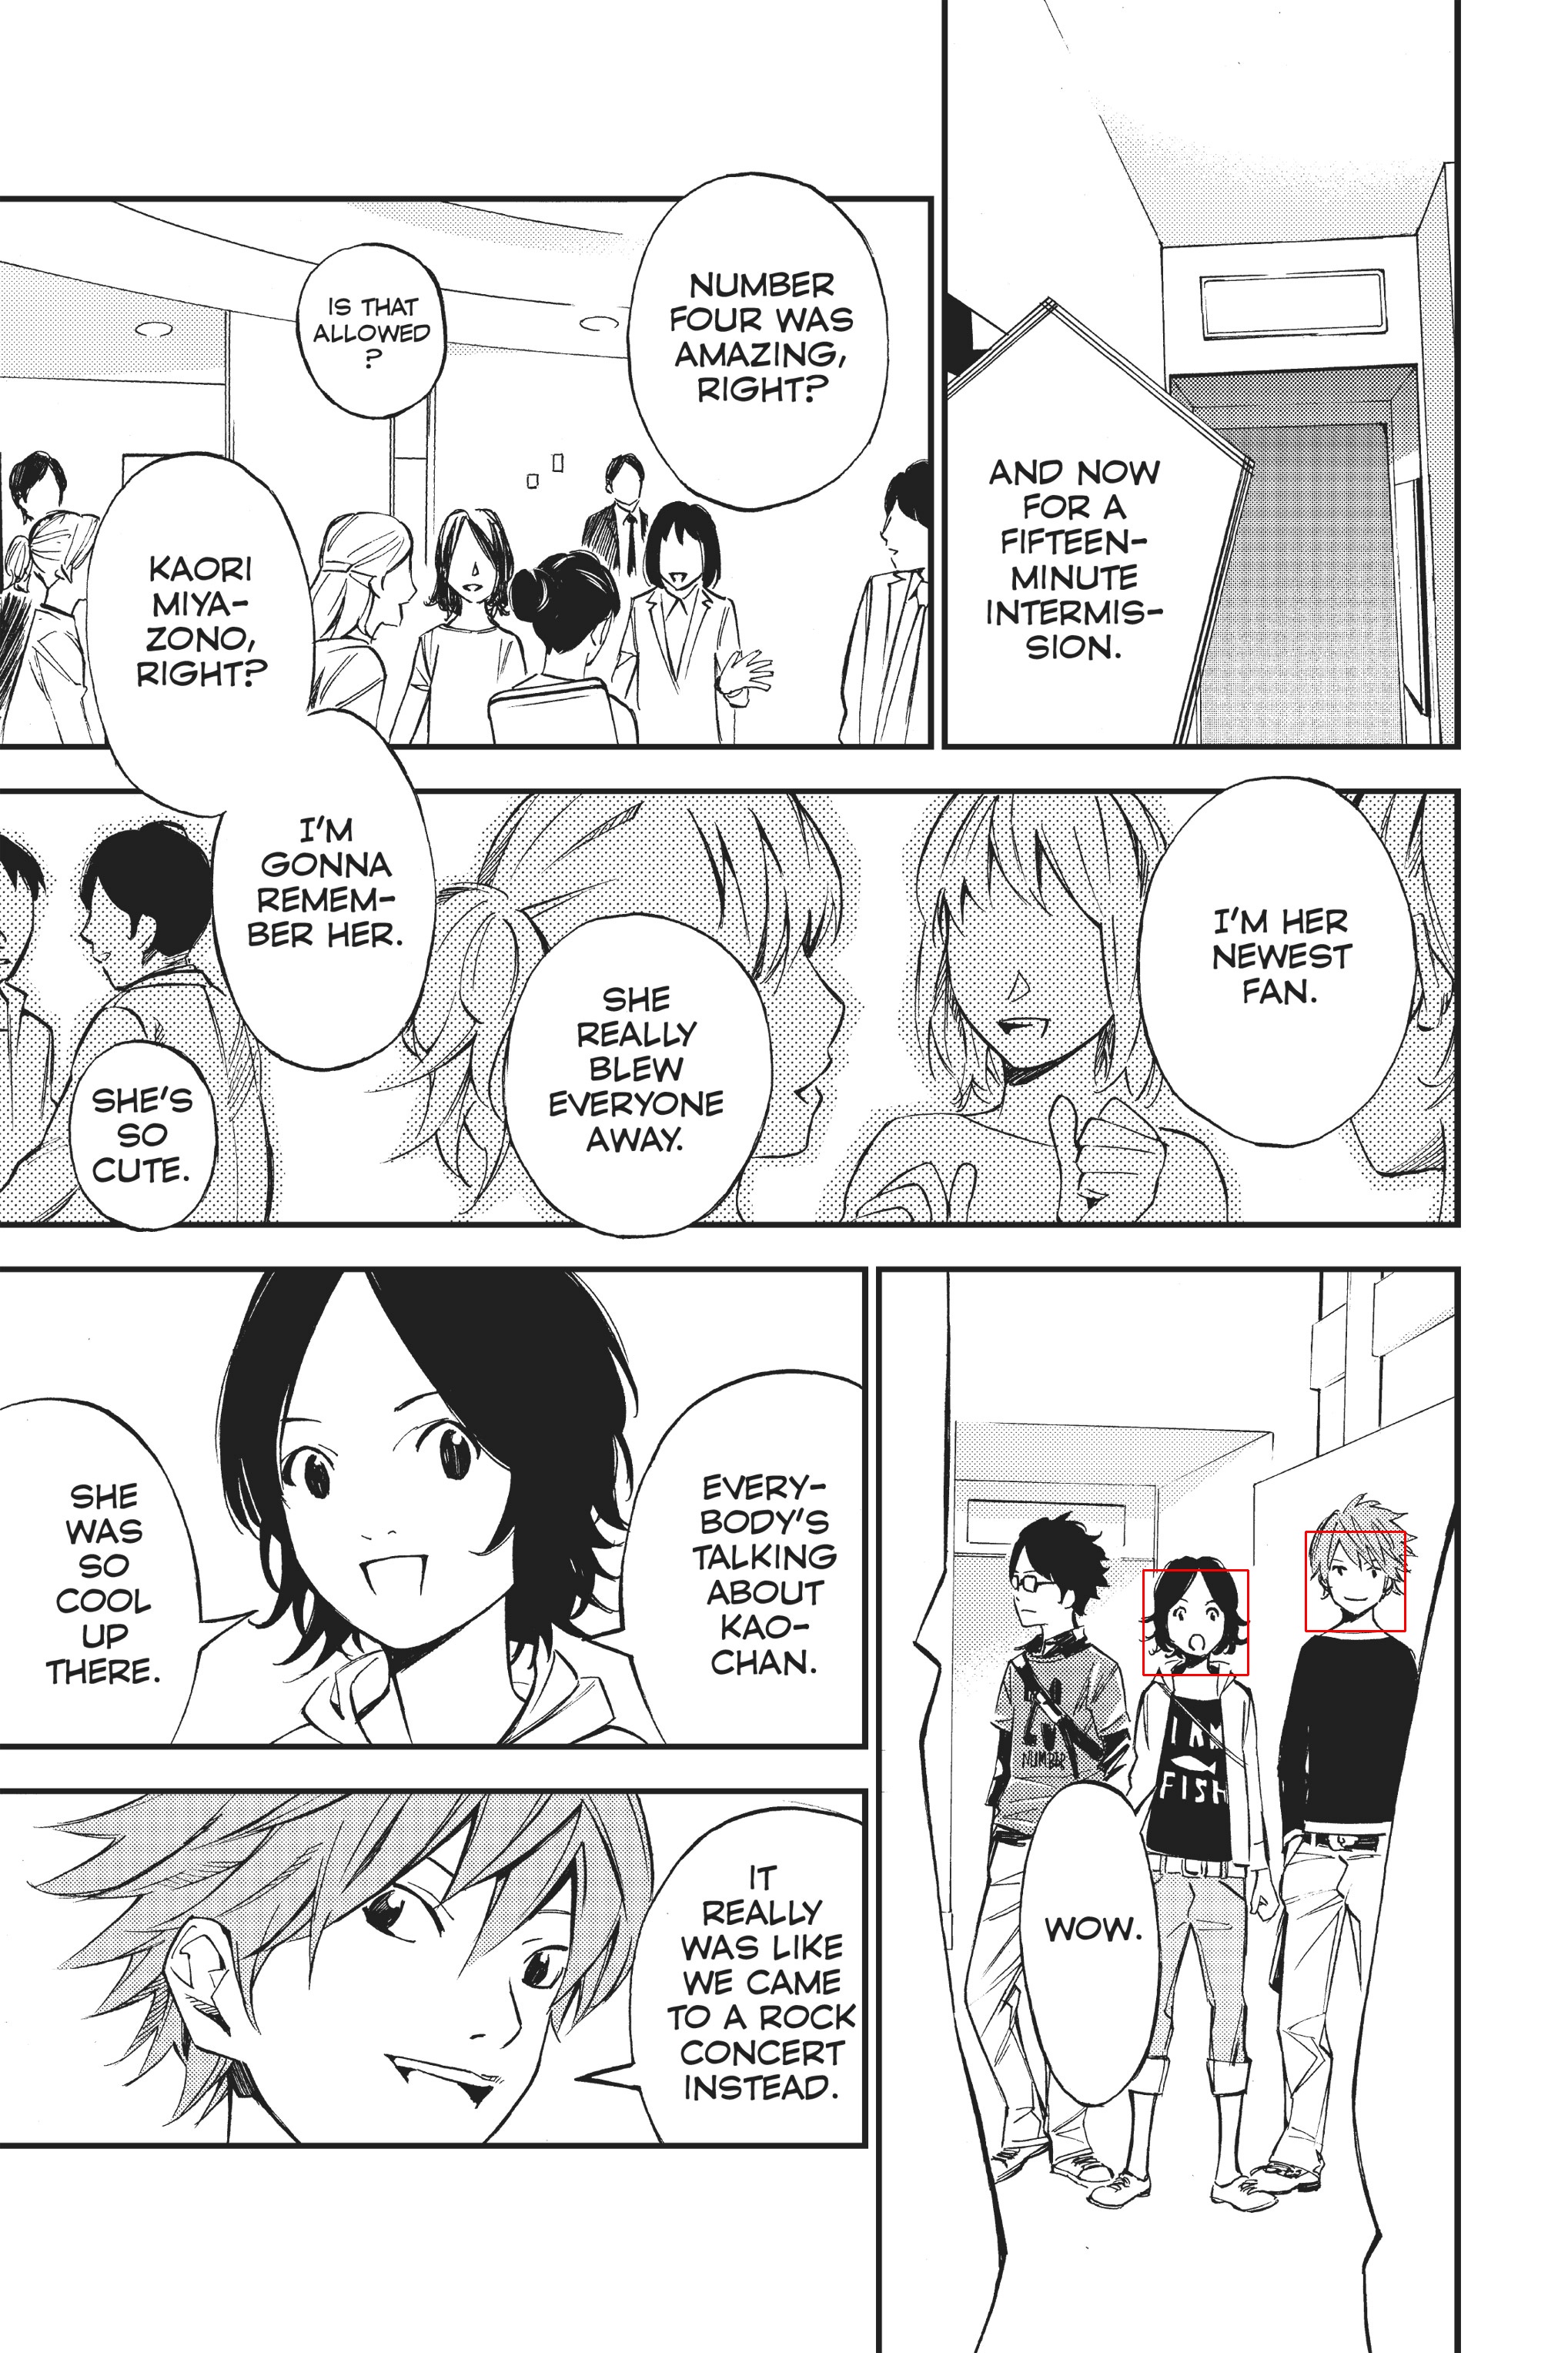 AND NOW
FOR A
FIFTEEN-
MINUTE
INTERMIS-
SION.
NUMBER
FOUR WAS
AMAZING,
RIGHT?
IS THAT
ALLOWED
?
KAORI
MIYA-
ZONO,
RIGHT?
I'M
GONNA
REMEM-
BER HER.
I'M HER
NEWEST
FAN.
SHE
REALLY
BLEW
EVERYONE
AWAY.
SHE'S
SO
CUTE.
I AM
FISH
NUMBER
WOW.
EVERY-
BODY'S
TALKING
ABOUT
KAO-
CHAN.
SHE
WAS
SO
COOL
UP
THERE.
IT
REALLY
WAS LIKE
WE CAME
TO A ROCK
CONCERT
INSTEAD.